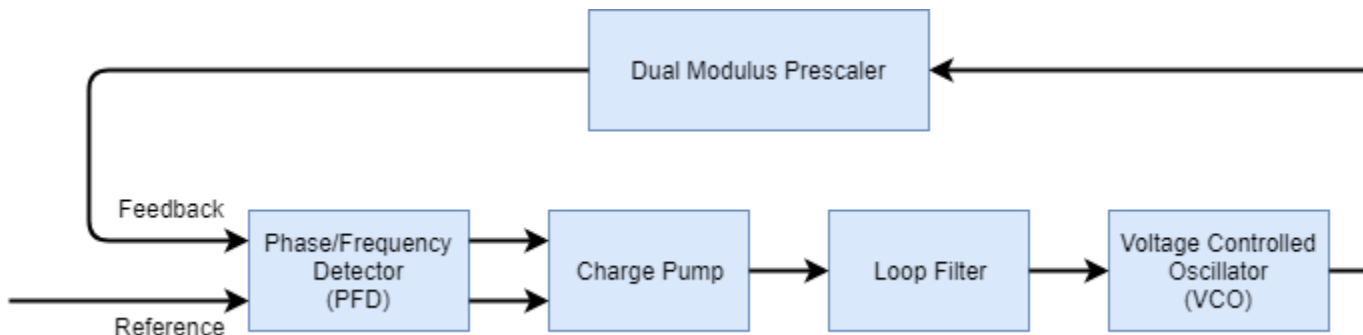 Dual Modulus Prescaler
Feedback
Phase/Frequency
Detector
(PFD)
Charge Pump
Loop Filter
Voltage Controlled
Oscillator
(VCO)
Reference